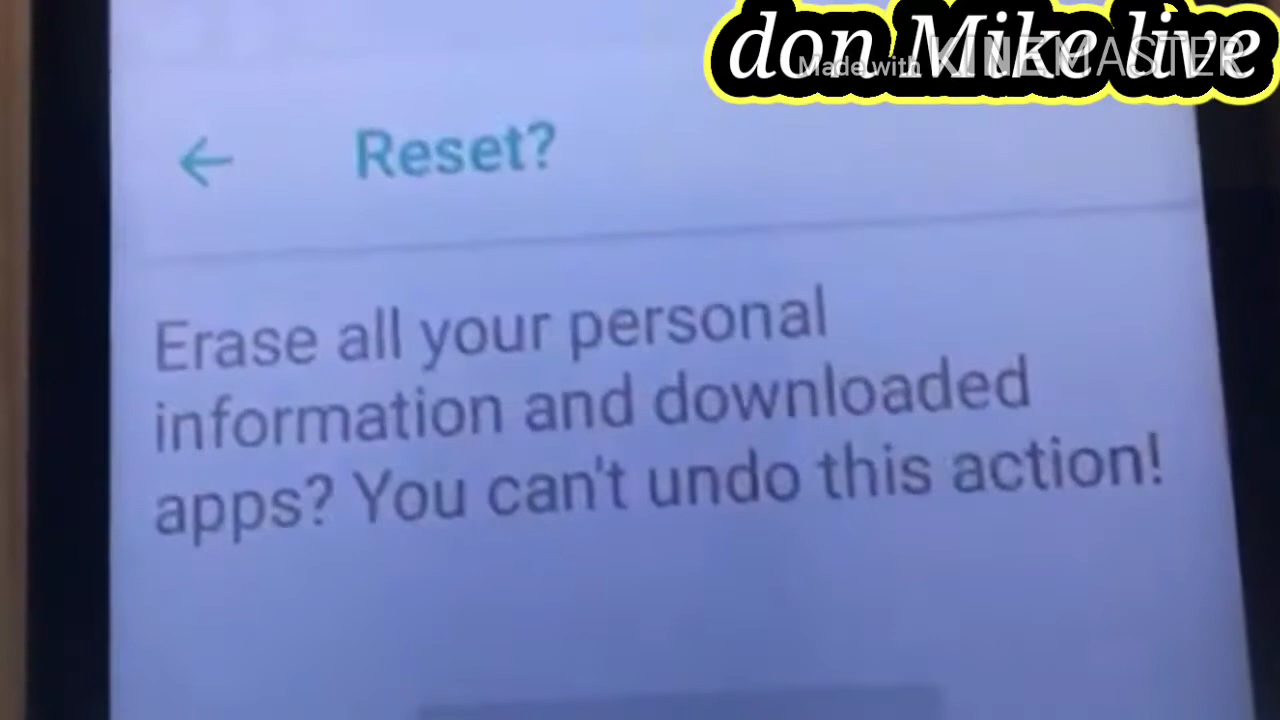 don Mike live
Made with KINEMASTER
← Reset?
Erase all your personal
information and downloaded
apps? You can't undo this action!